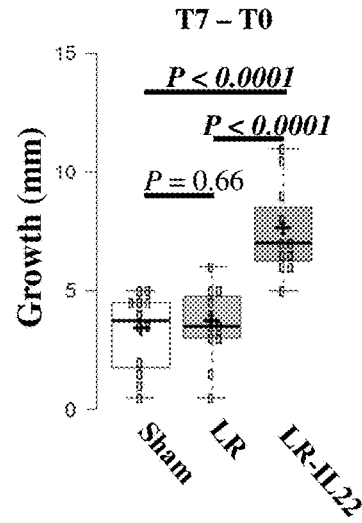 T7 – T0
15
P < 0.0001
P < 0.0001
10
P = 0.66
5
0
Growth (mm)
Sham
LR
LR-IL22